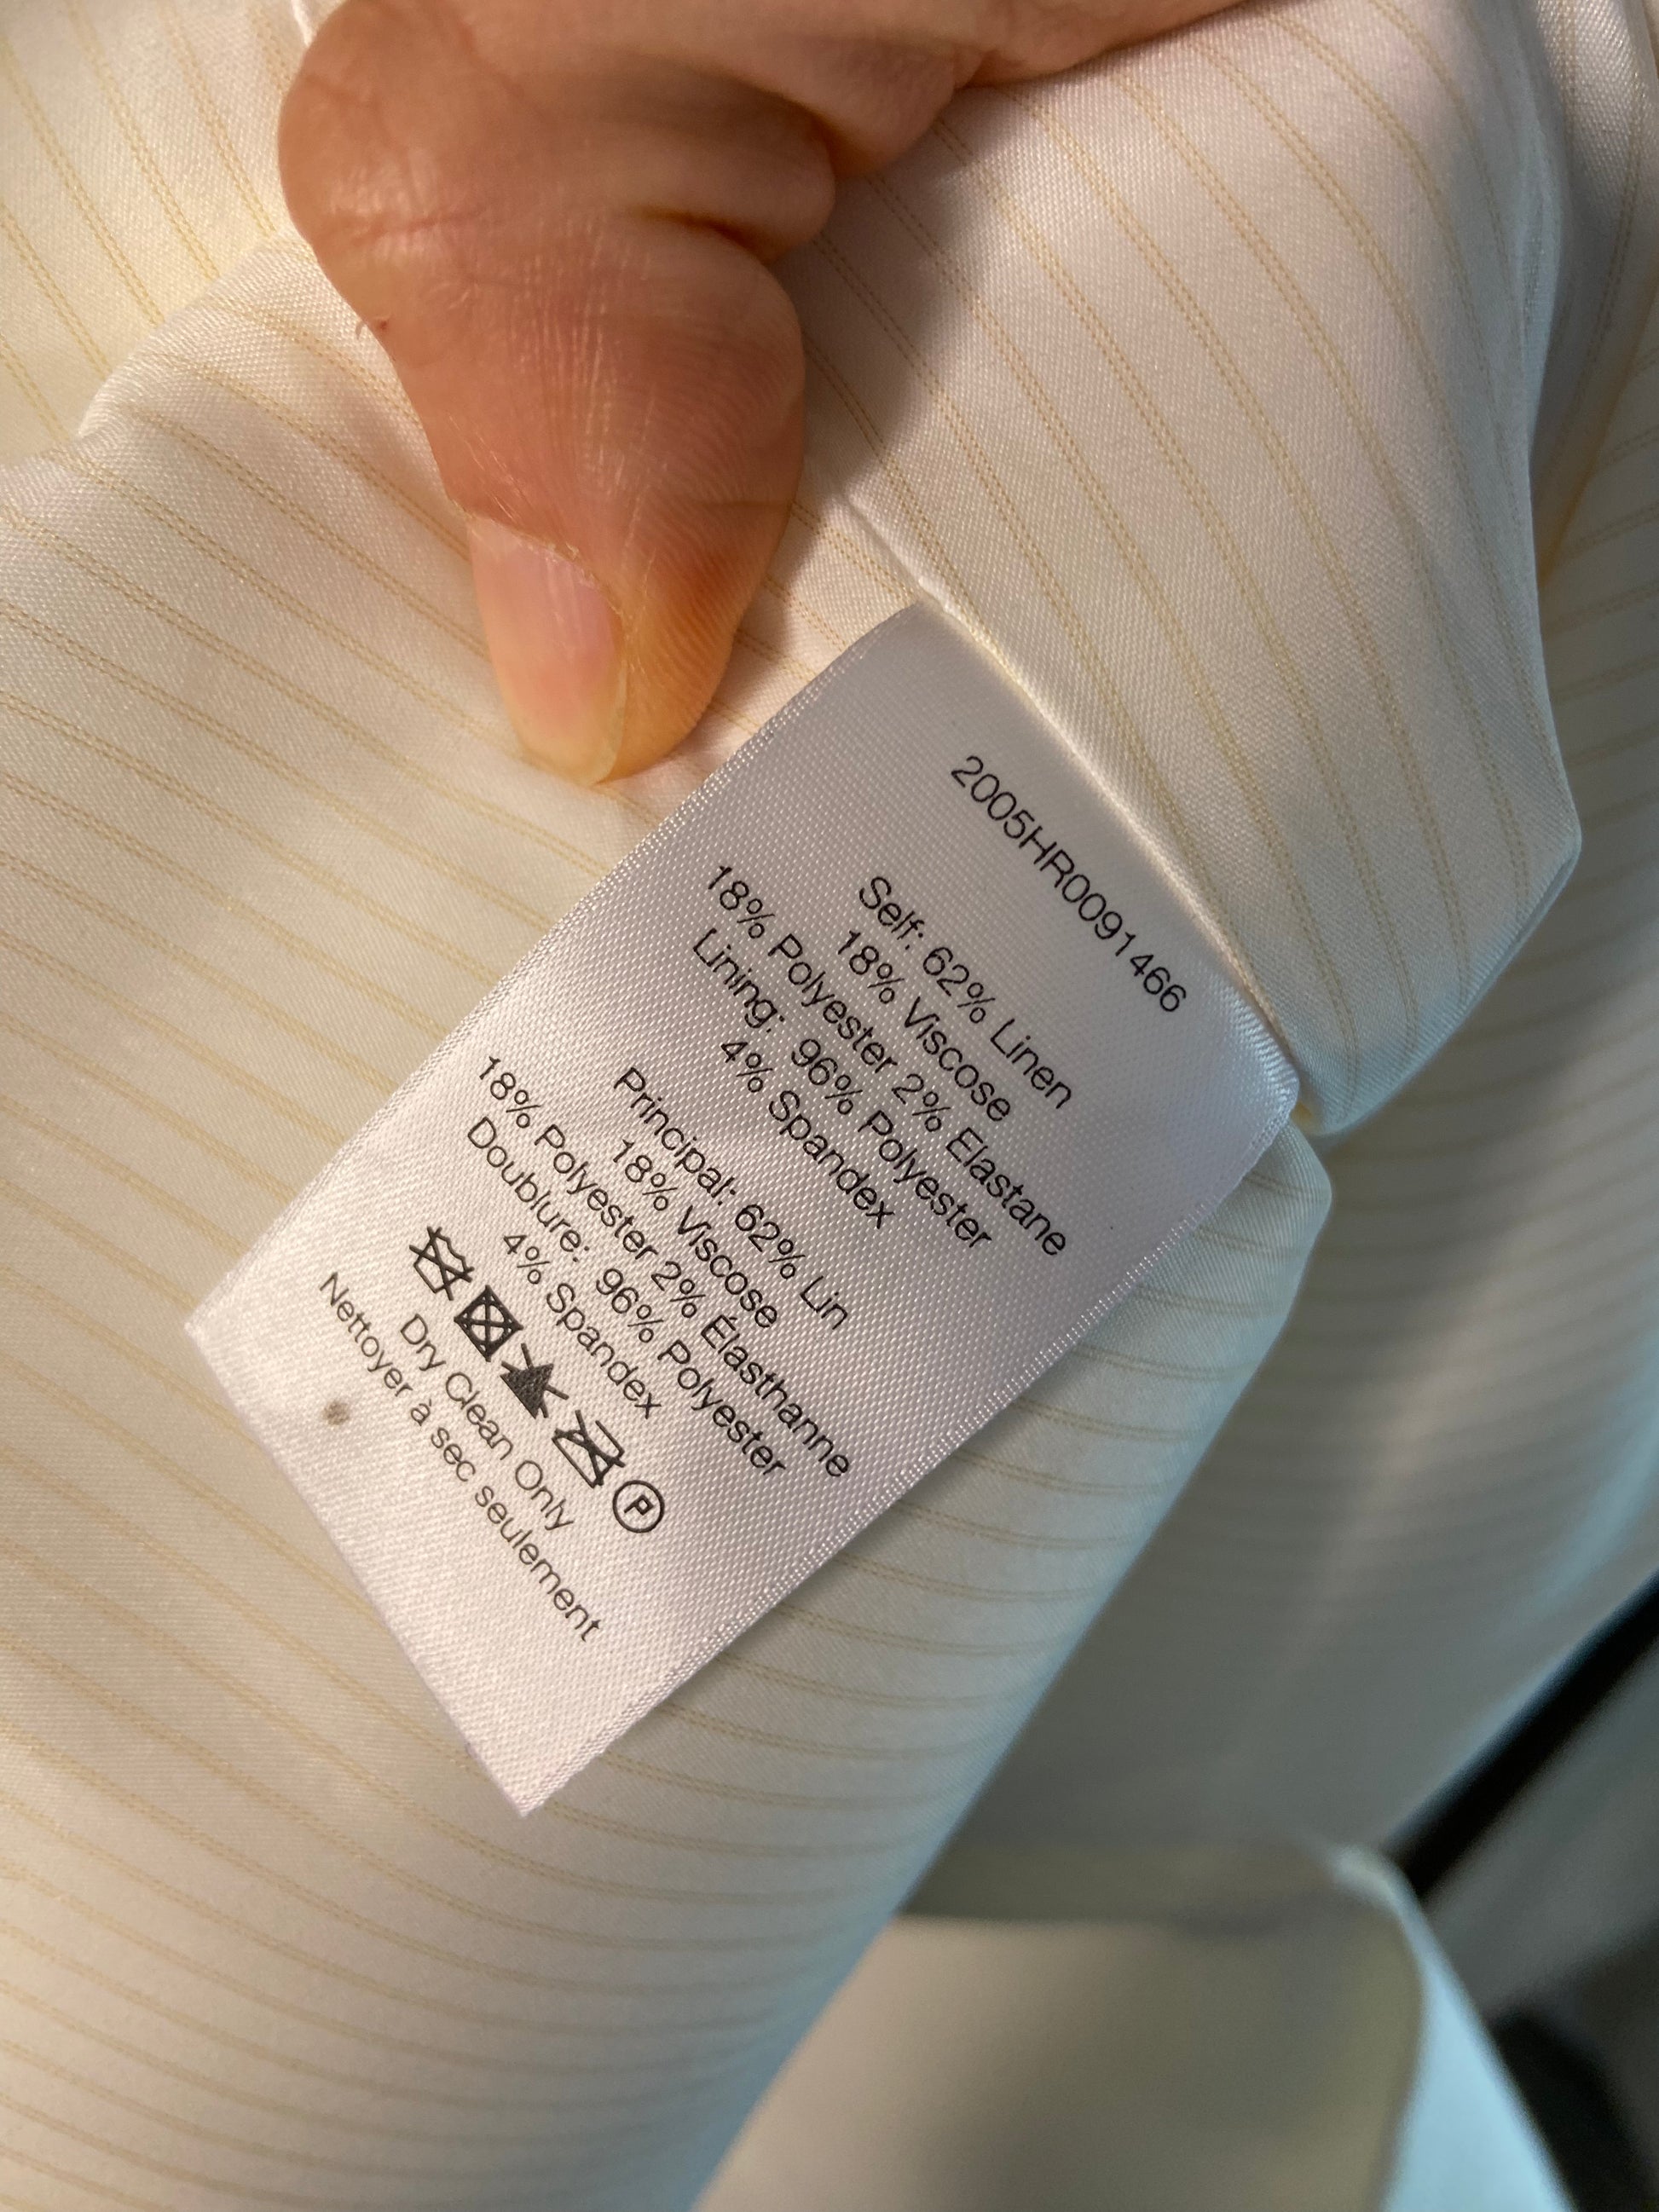 2005HR0091466
Self: 62% Linen
18% Viscose
18% Polyester 2% Elastane
Lining: 96% Polyester
4% Spandex
Principal: 62% Lin
18% Viscose
18% Polyester 2% Élasthanne
Doublure: 96% Polyester
4% Spandex
P
Dry Clean Only
Nettoyer à sec seulement